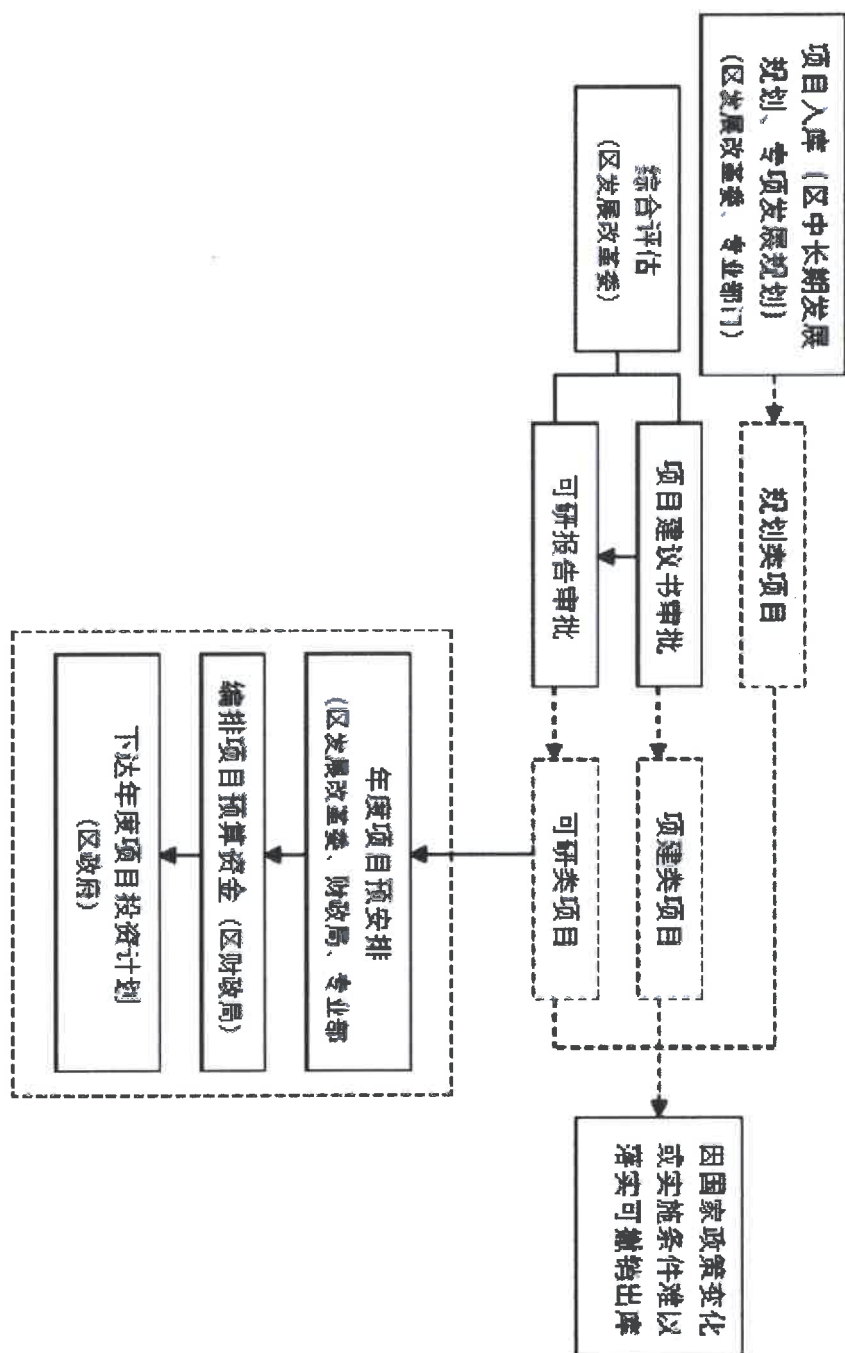 项目入库（区中长期发展
规划、专项发展规划）
（区发展改革委、专业部门）
规划类项目
综合评估
（区发展改革委）
项目建议书审批
项建类项目
可研报告审批
可研类项目
因国家政策变化
或实施条件难以
落实可撤销出库
年度项目预安排
（区发展改革委、财政局、专业部
编排项目预算资金（区财政局）
下达年度项目投资计划
（区政府）